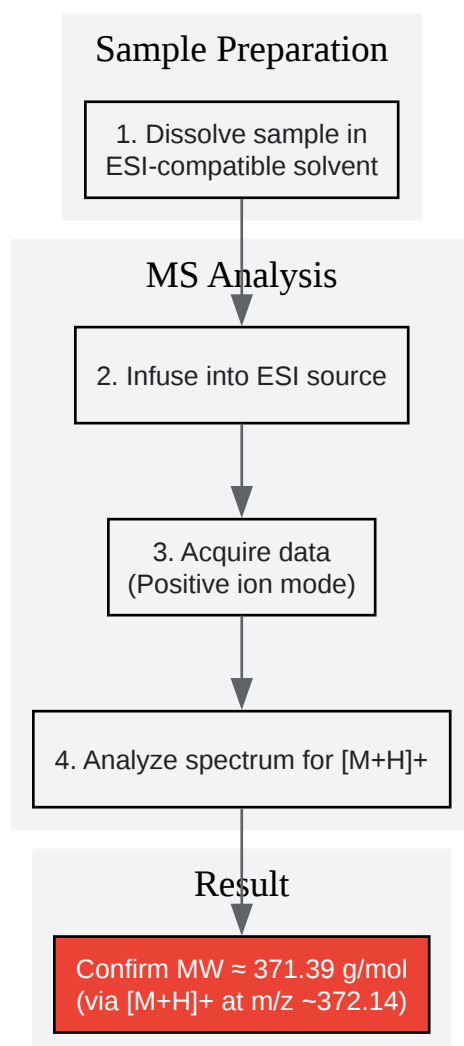 Sample Preparation
1. Dissolve sample in
ESI-compatible solvent
MS Analysis
2. Infuse into ESI source
3. Acquire data
(Positive ion mode)
4. Analyze spectrum for [M+H]+
Result
Confirm MW ≈ 371.39 g/mol
(via [M+H]+ at m/z ~372.14)